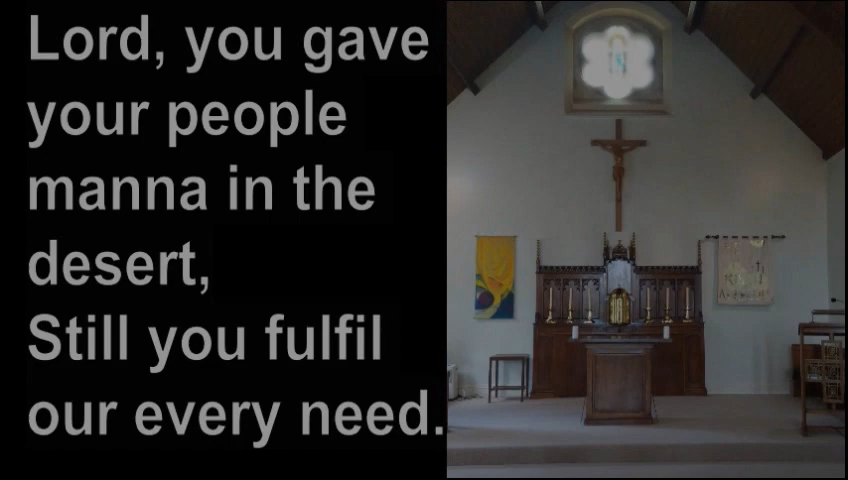 Lord, you gave
your people
manna in the
desert,
Still you fulfil
our every need.